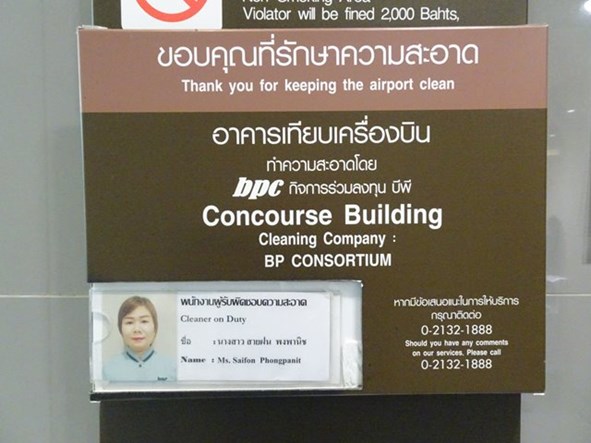 Non-Smoking Area
Violator will be fined 2,000 Bahts,
ขอบคุณที่รักษาความสะอาด
Thank you for keeping the airport clean
อาคารเทียบเครื่องบิน
ทำความสะอาดโดย
bpc กิจการร่วมลงทุน บีพี
Concourse Building
Cleaning Company :
BP CONSORTIUM
พนักงานผู้รับผิดชอบความสะอาด
Cleaner on Duty
ชื่อ : นางสาว สายฝน พงพานิช
Name : Ms. Saifon Phongpanit
หากมีข้อเสนอแนะในการให้บริการ
กรุณาติดต่อ
0-2132-1888
Should you have any comments
on our services, Please call
0-2132-1888